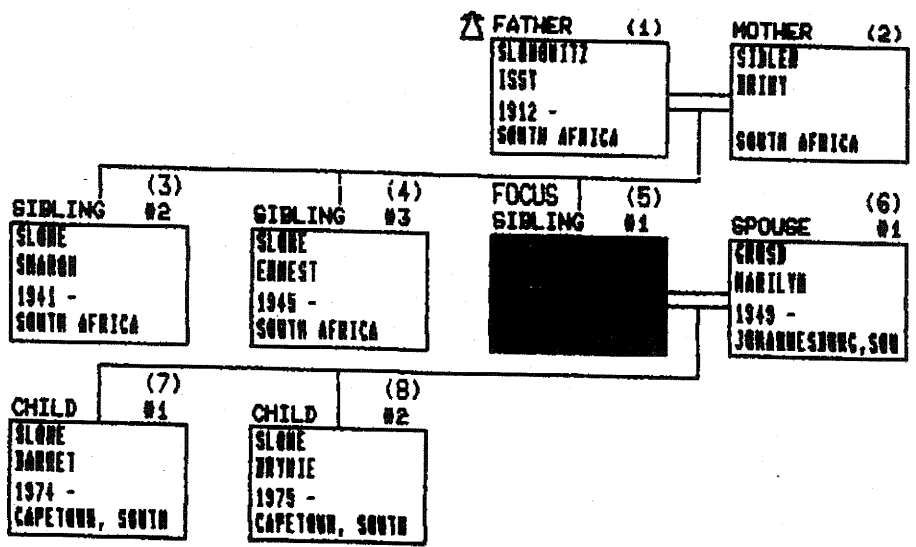 FATHER (1)
ISSY
1912 -
SOUTH AFRICA
MOTHER (2)
SIDLER
SOUTH AFRICA
(3)
SIBLING #2
SLONE
SHARON
1941 -
SOUTH AFRICA
(4)
SIBLING #3
SLONE
ERNEST
1945 -
SOUTH AFRICA
FOCUS (5)
SIBLING #1
(6)
SPOUSE #1
MARILYN
1949 -
JOHANNESBURG,SOU
(7)
CHILD #1
SLONE
1974 -
CAPETOWN, SOUTH
(8)
CHILD #2
SLONE
1975 -
CAPETOWN, SOUTH